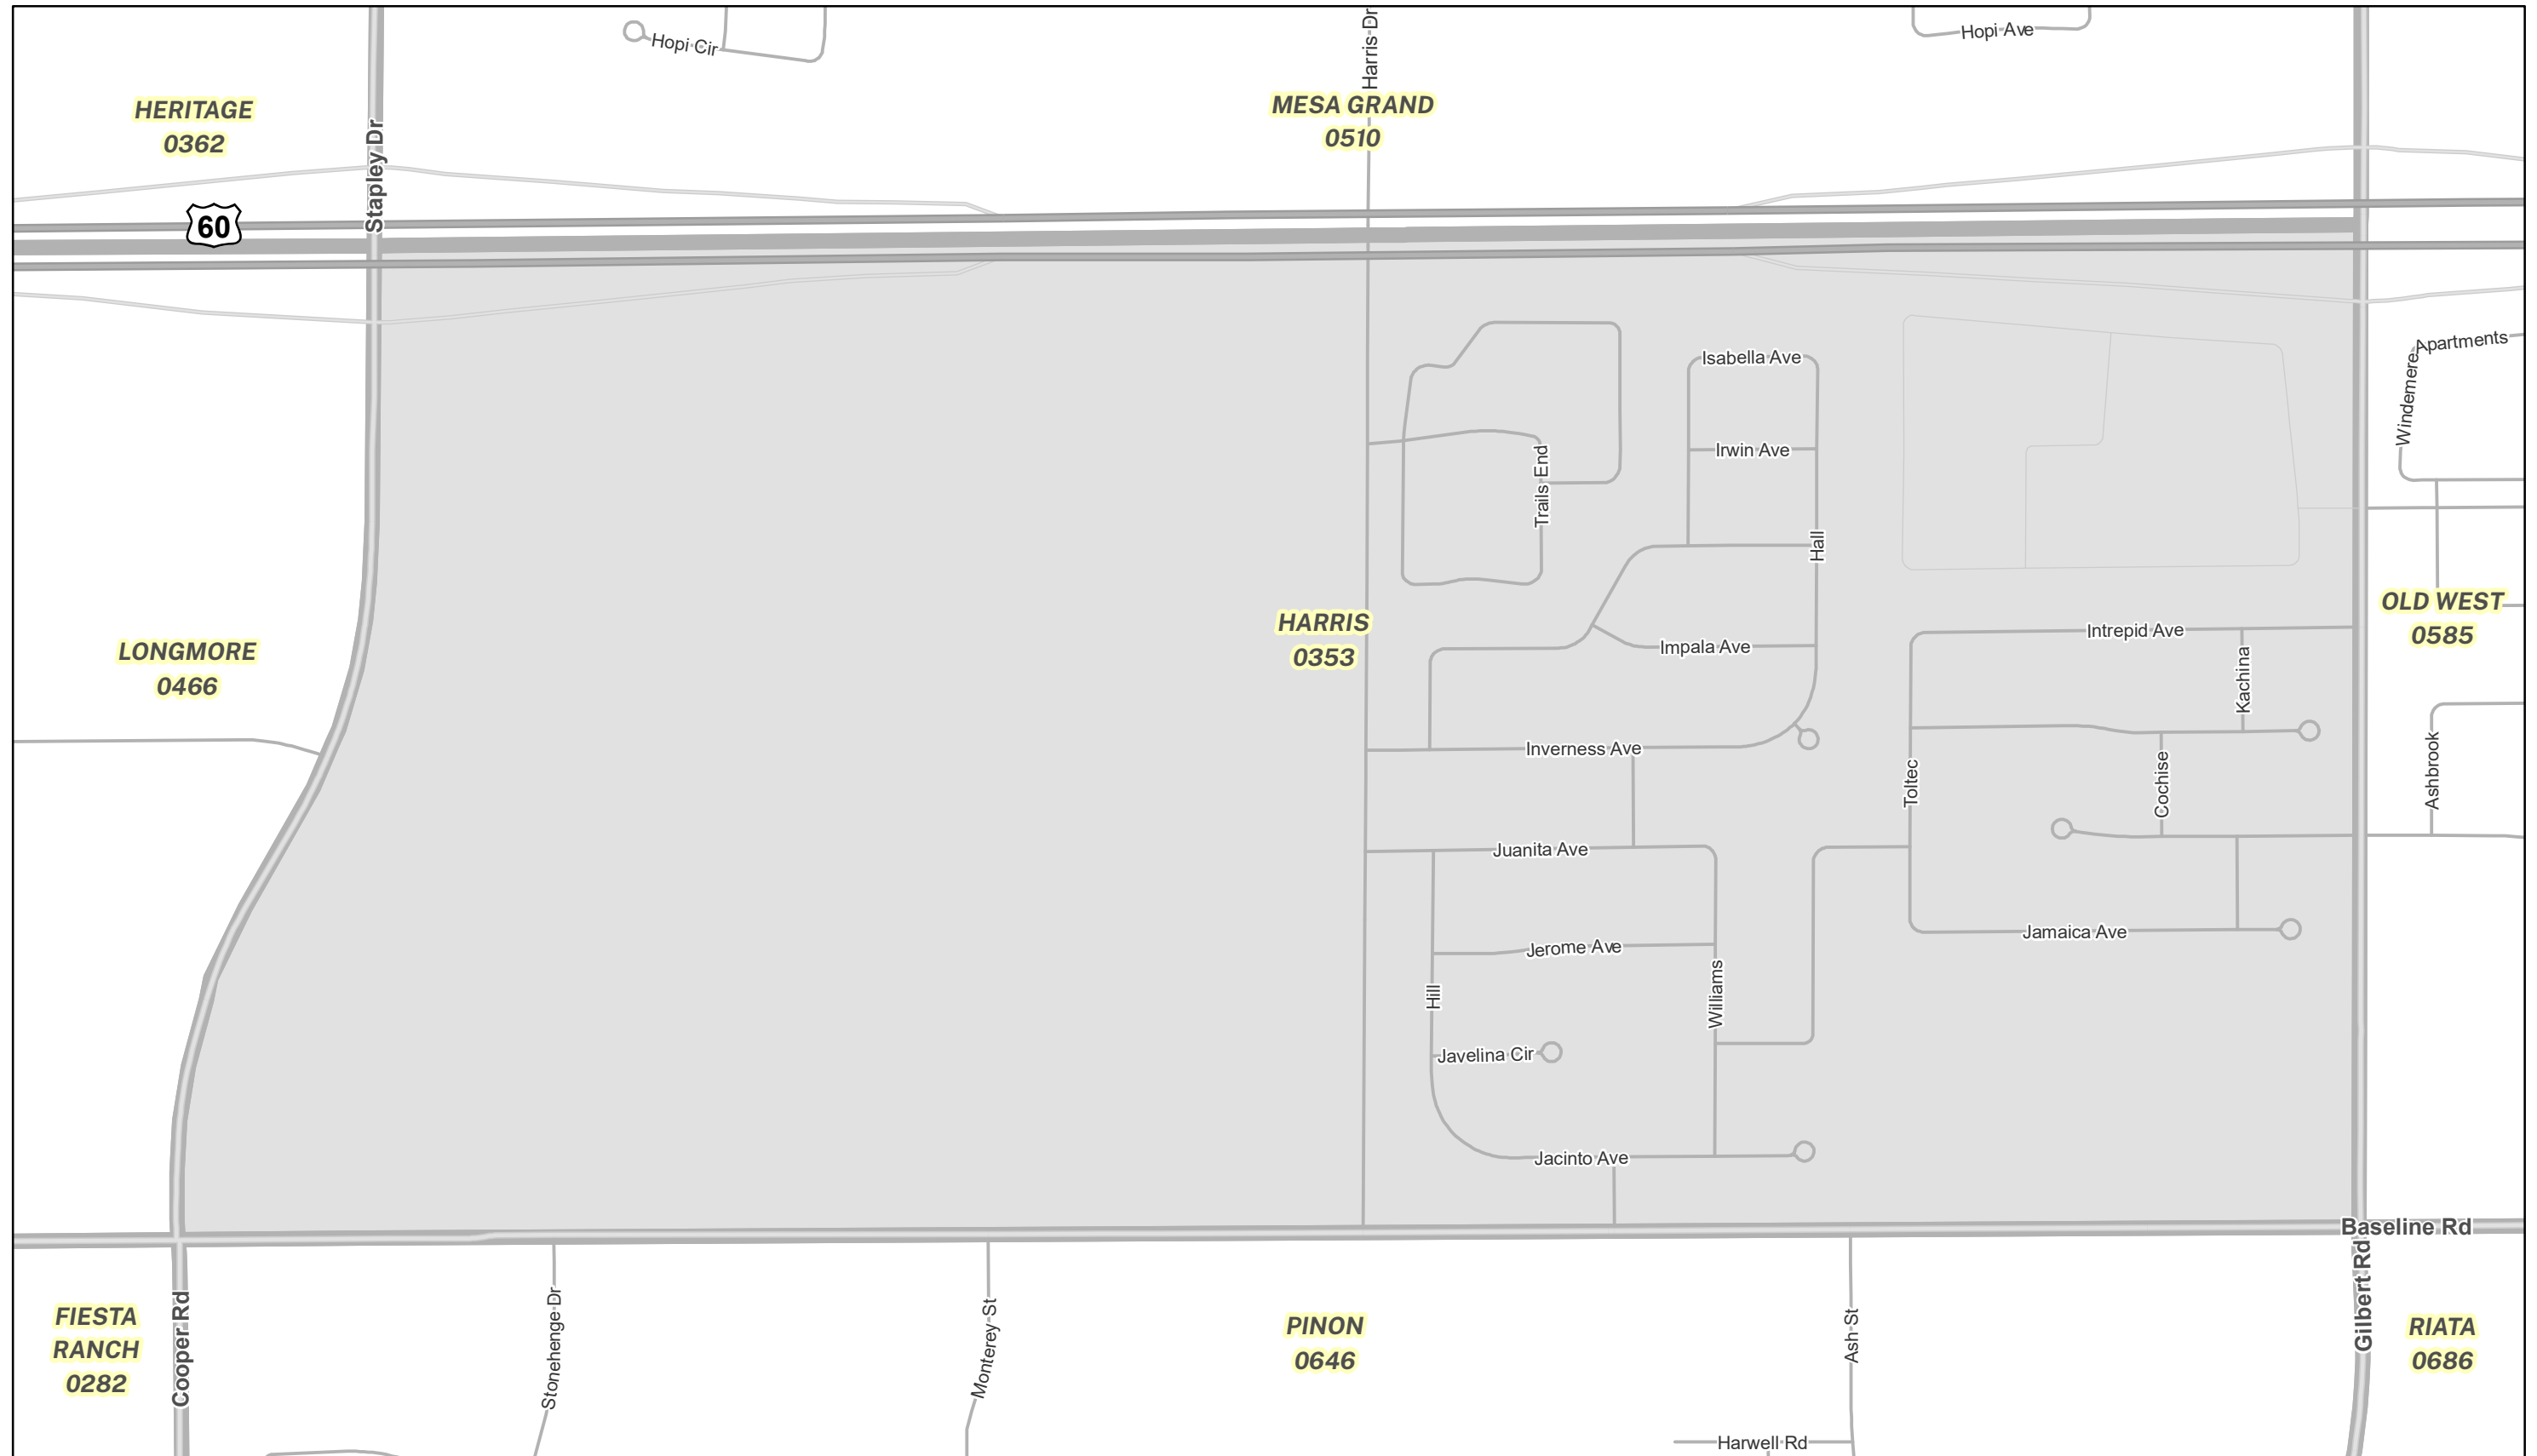 Hopi Cir
Harris Dr
Hopi Ave
HERITAGE
0362
MESA GRAND
0510
Stapley Dr
60
Isabella Ave
Apartments
Windemere
Irwin Ave
Trails End
Hall
HARRIS
0353
OLD WEST
0585
LONGMORE
0466
Impala Ave
Intrepid Ave
Kachina
Inverness Ave
Toltec
Cochise
Ashbrook
Juanita Ave
Jerome Ave
Jamaica Ave
Hill
Williams
Javelina Cir
Jacinto Ave
Baseline Rd
Gilbert Rd
FIESTA
RANCH
0282
Cooper Rd
Stonehenge Dr
Monterey St
PINON
0646
Ash St
RIATA
0686
Harwell Rd